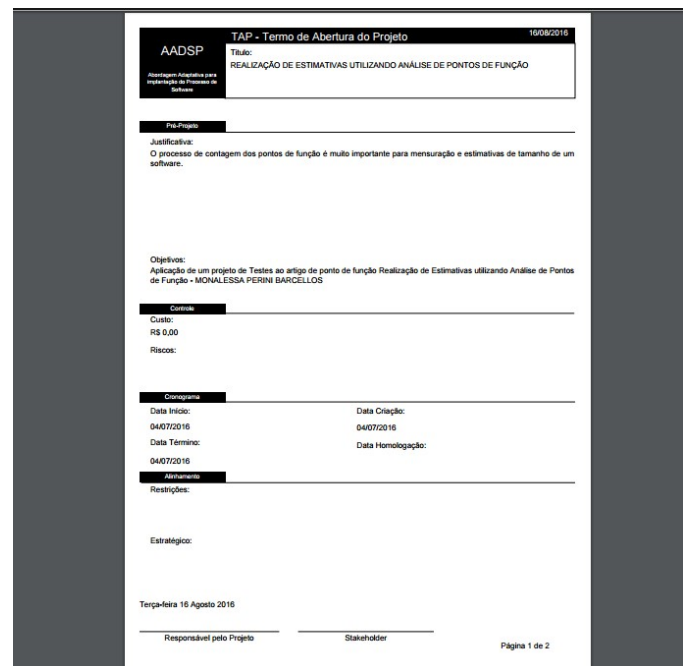 TAP - Termo de Abertura do Projeto
16/08/2016
AADSP
Abordagem Adaptativa para
implantação do Processo de
Software
Titulo:
REALIZAÇÃO DE ESTIMATIVAS UTILIZANDO ANÁLISE DE PONTOS DE FUNÇÃO
Pré-Projeto
Justificativa:
O processo de contagem dos pontos de função é muito importante para mensuração e estimativas de tamanho de um
software.
Objetivos:
Aplicação de um projeto de Testes ao artigo de ponto de função Realização de Estimativas utilizando Análise de Pontos
de Função - MONALESSA PERINI BARCELLOS
Controle
Custo:
R$ 0,00
Riscos:
Cronograma
Data Início:
Data Criação:
04/07/2016
04/07/2016
Data Término:
Data Homologação:
04/07/2016
Alinhamento
Restrições:
Estratégico:
Terça-feira 16 Agosto 2016
Responsável pelo Projeto
Stakeholder
Página 1 de 2